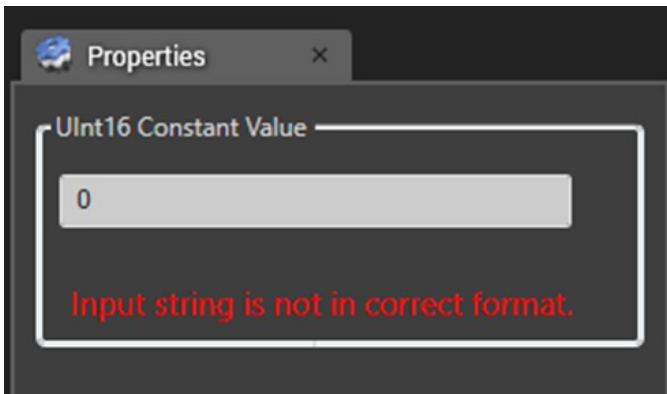 Properties
UInt16 Constant Value
0
Input string is not in correct format.